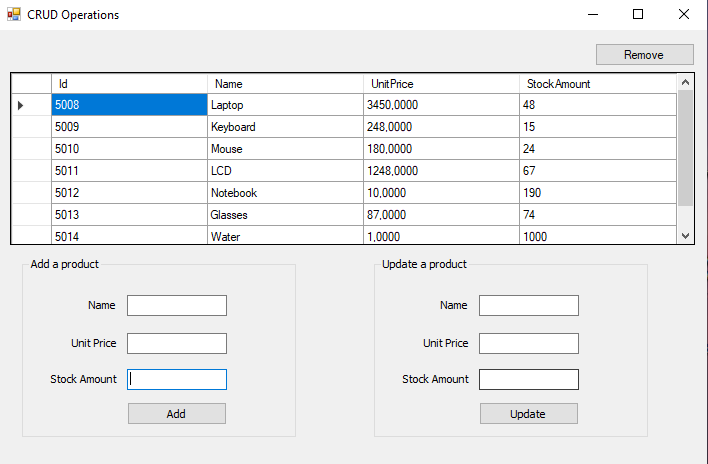 CRUD Operations
Remove
Id Name UnitPrice StockAmount
5008 Laptop 3450,0000 48
5009 Keyboard 248,0000 15
5010 Mouse 180,0000 24
5011 LCD 1248,0000 67
5012 Notebook 10,0000 190
5013 Glasses 87,0000 74
5014 Water 1,0000 1000
Add a product Update a product
Name Name
Unit Price Unit Price
Stock Amount Stock Amount
Add Update